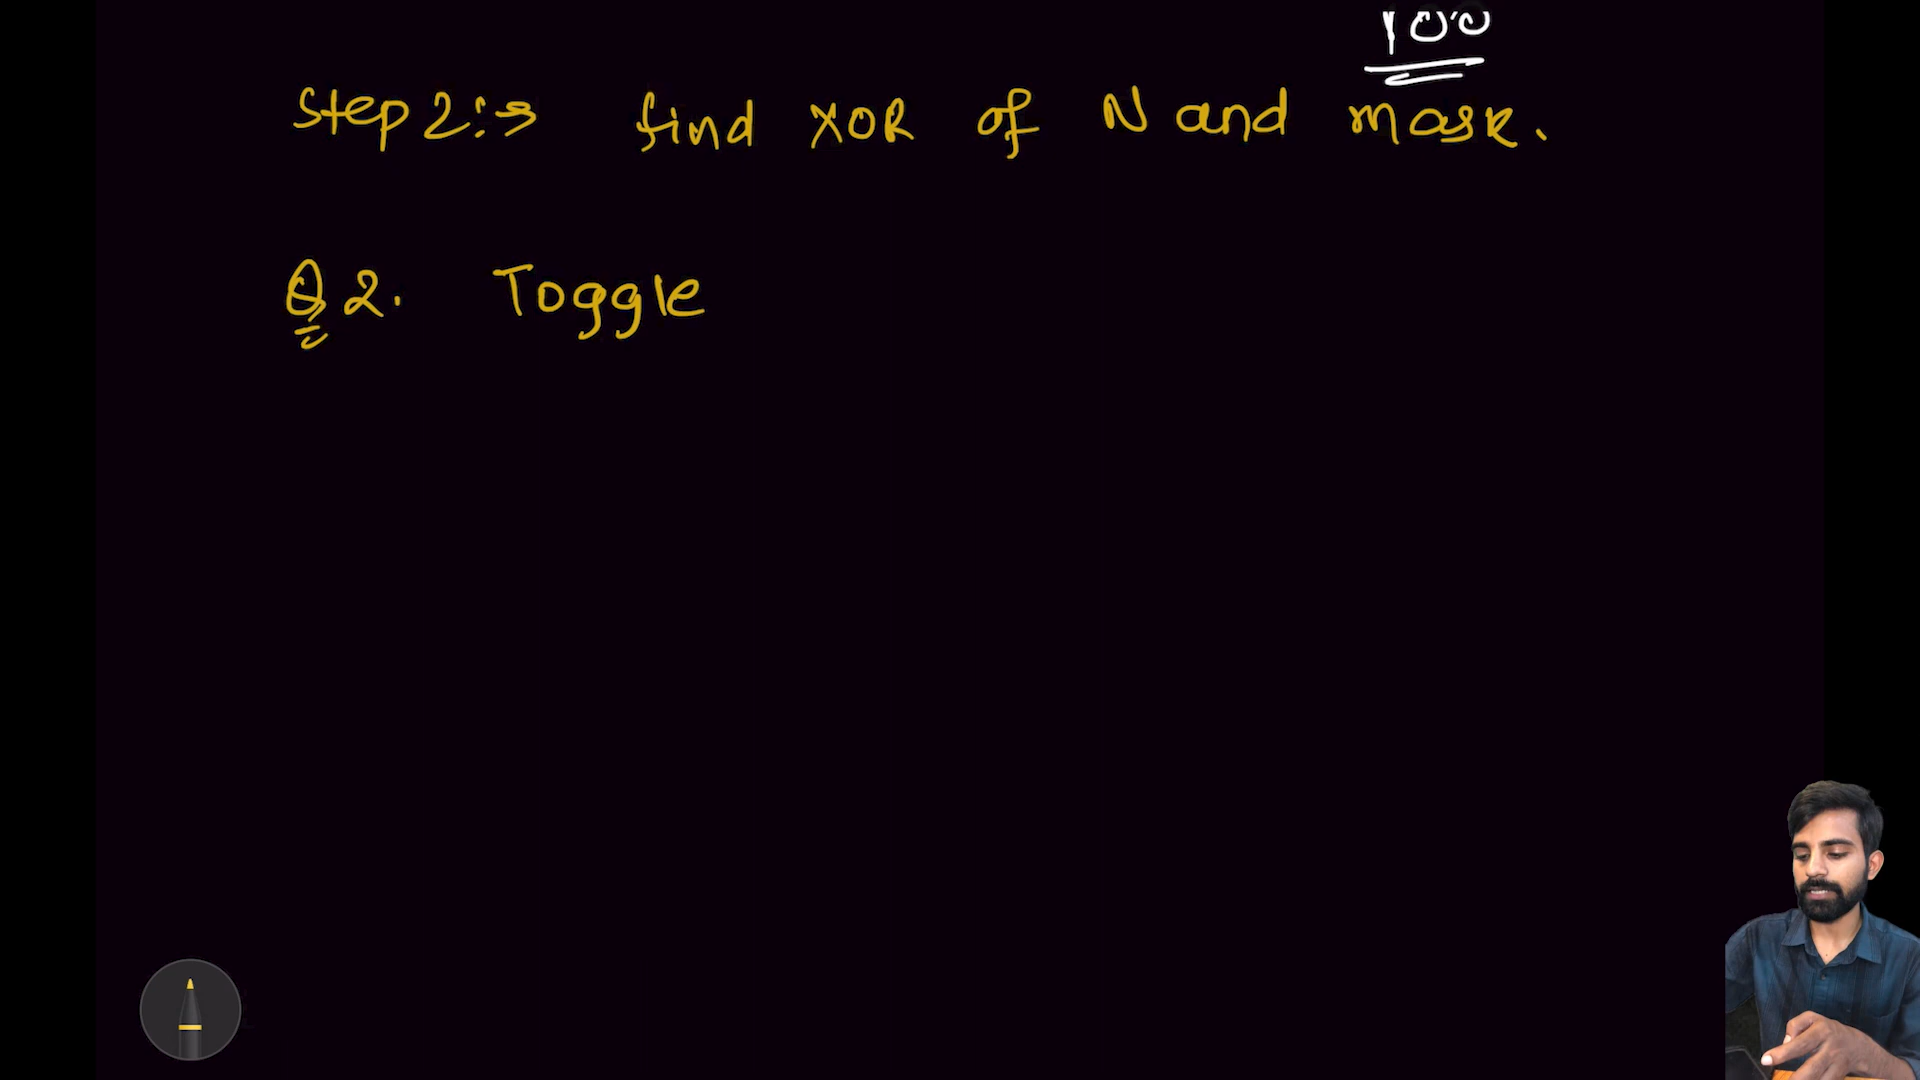 100
Step 2:→ find XOR of N and mask.
Q2. Toggle